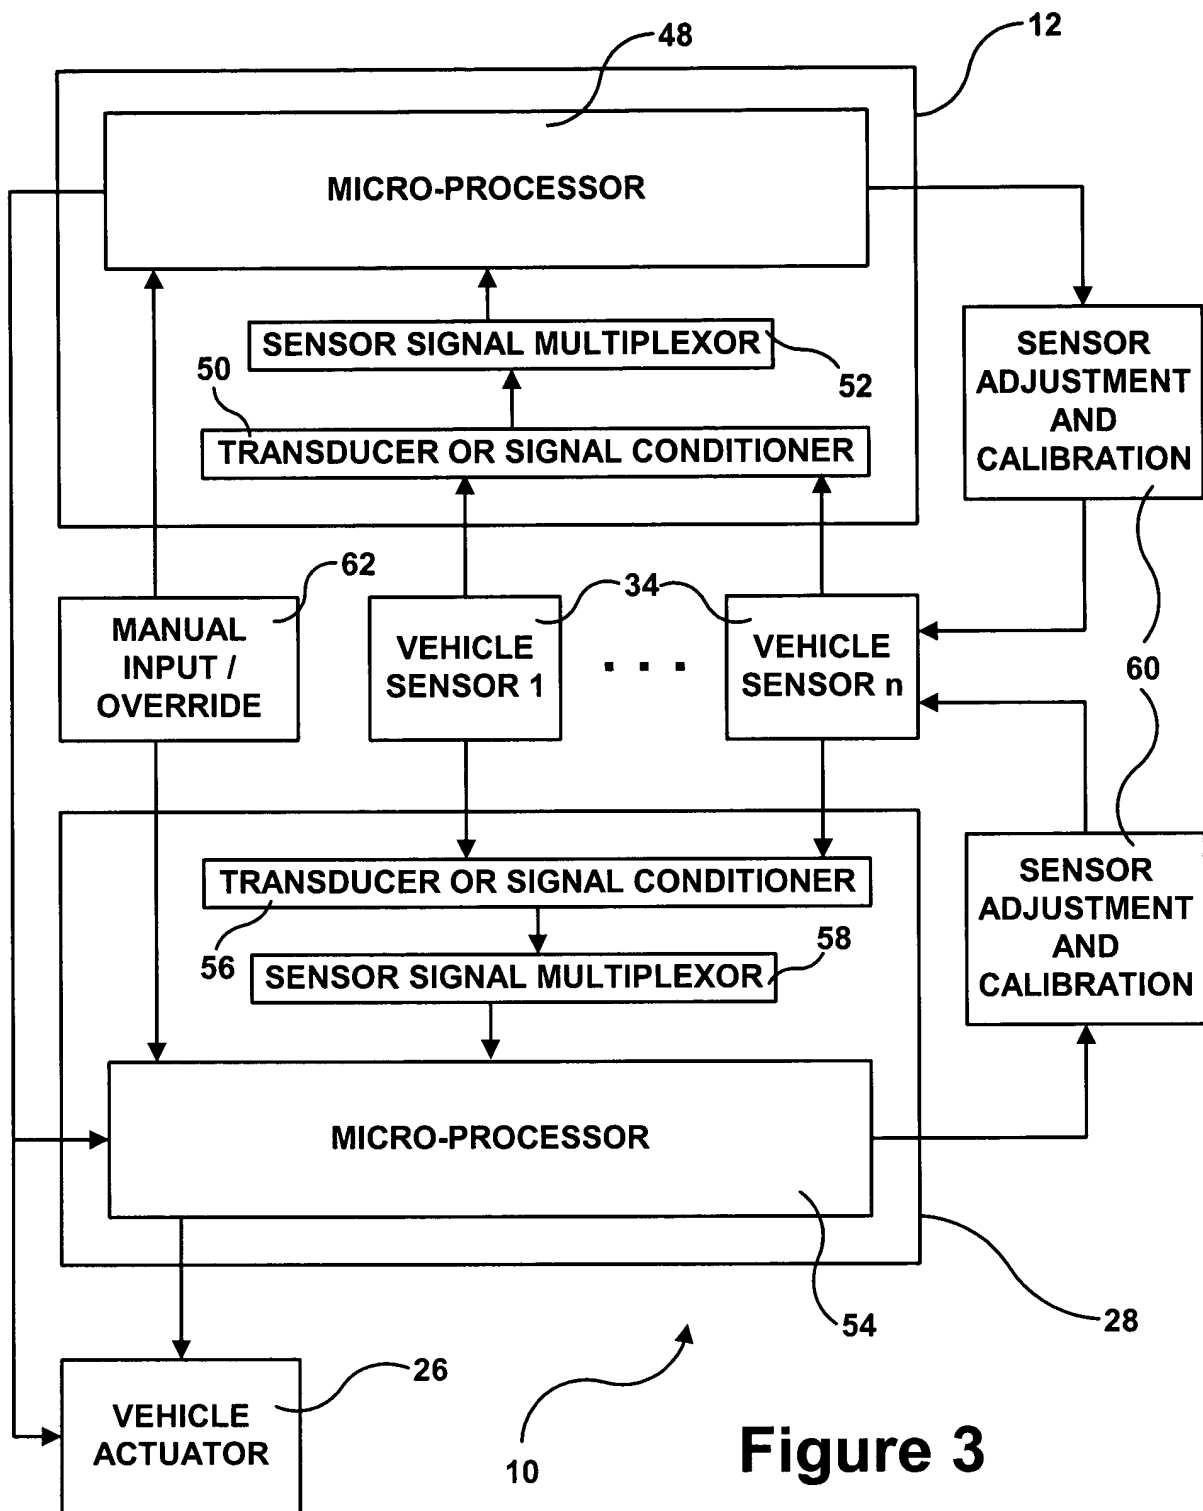 48
12
MICRO-PROCESSOR
SENSOR SIGNAL MULTIPLEXOR
52
50
TRANSDUCER OR SIGNAL CONDITIONER
SENSOR
ADJUSTMENT
AND
CALIBRATION
62
MANUAL
INPUT /
OVERRIDE
34
VEHICLE
SENSOR 1
. . .
VEHICLE
SENSOR n
60
TRANSDUCER OR SIGNAL CONDITIONER
56
SENSOR SIGNAL MULTIPLEXOR
58
SENSOR
ADJUSTMENT
AND
CALIBRATION
MICRO-PROCESSOR
54
28
26
VEHICLE
ACTUATOR
10
Figure 3